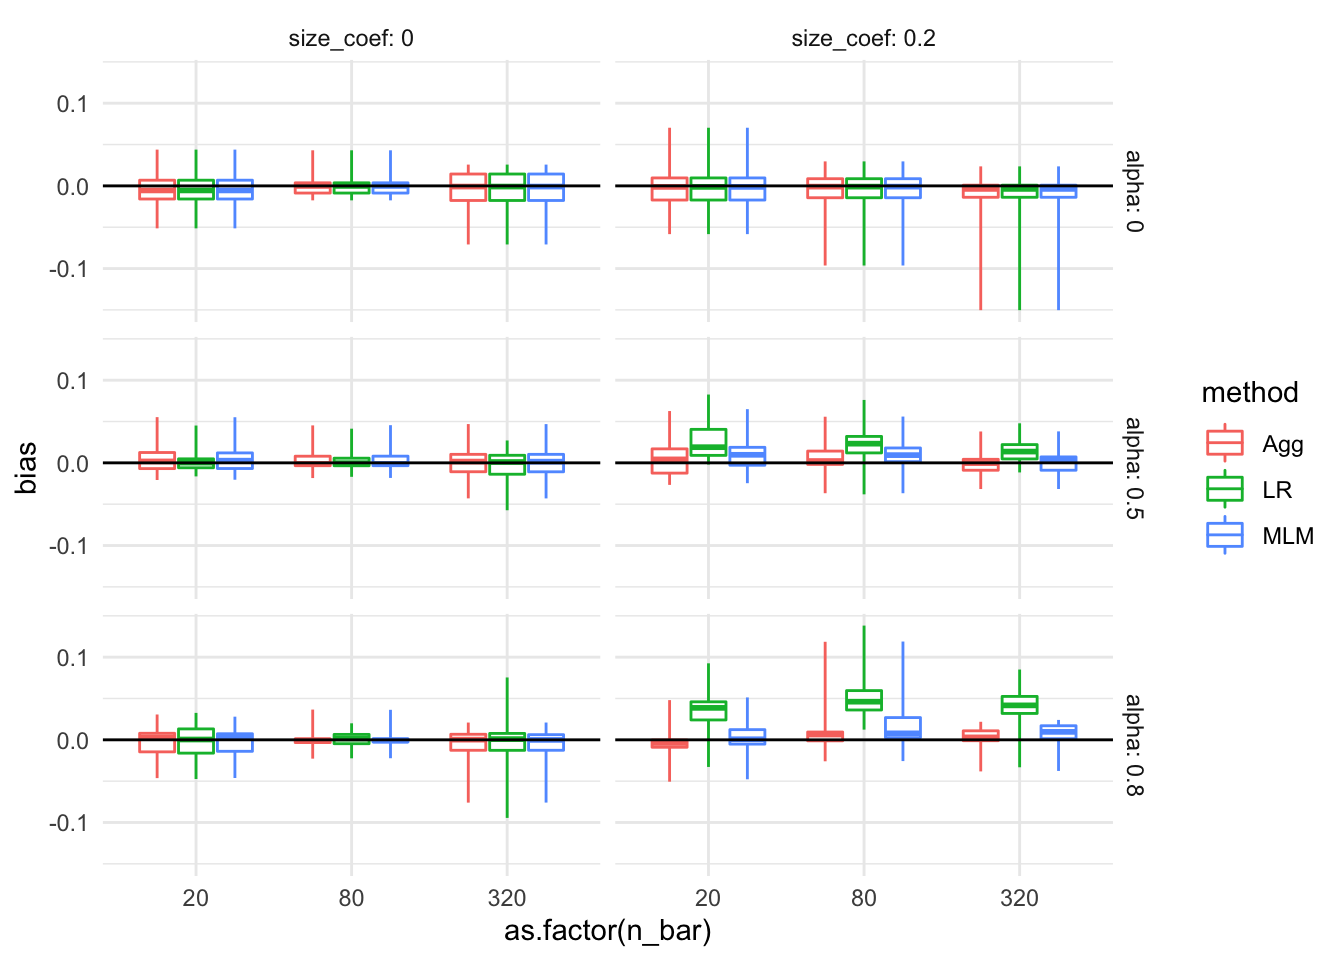 size_coef: 0
size_coef: 0.2
0.1
0.0
-0.1
alpha: 0
0.1
0.0
-0.1
alpha: 0.5
0.1
0.0
-0.1
alpha: 0.8
bias
20
80
320
20
80
320
as.factor(n_bar)
method
Agg
LR
MLM